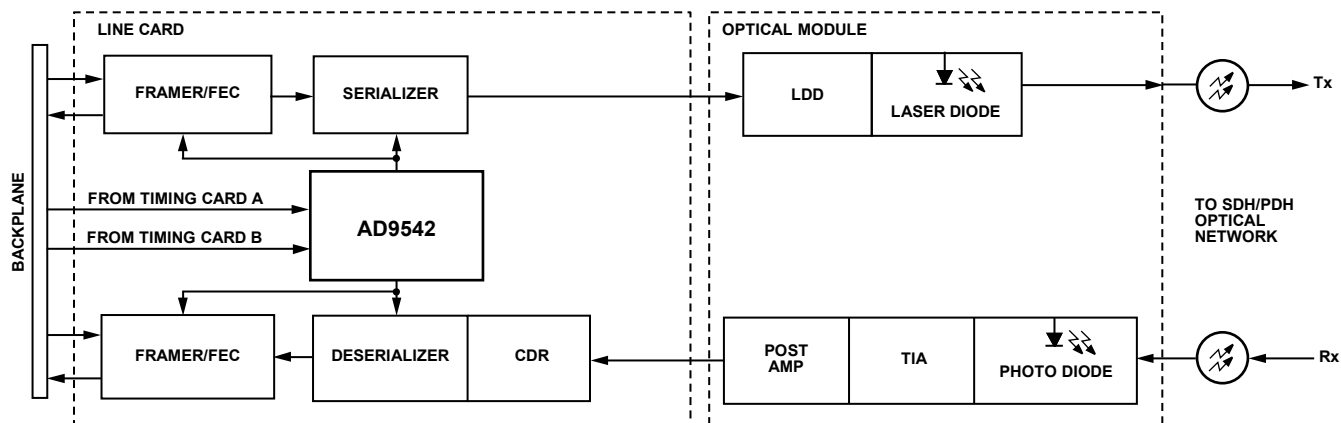 LINE CARD
OPTICAL MODULE
FRAMER/FEC
SERIALIZER
LDD
LASER DIODE
Tx
BACKPLANE
FROM TIMING CARD A
FROM TIMING CARD B
AD9542
TO SDH/PDH
OPTICAL
NETWORK
FRAMER/FEC
DESERIALIZER
CDR
POST
AMP
TIA
PHOTO DIODE
Rx